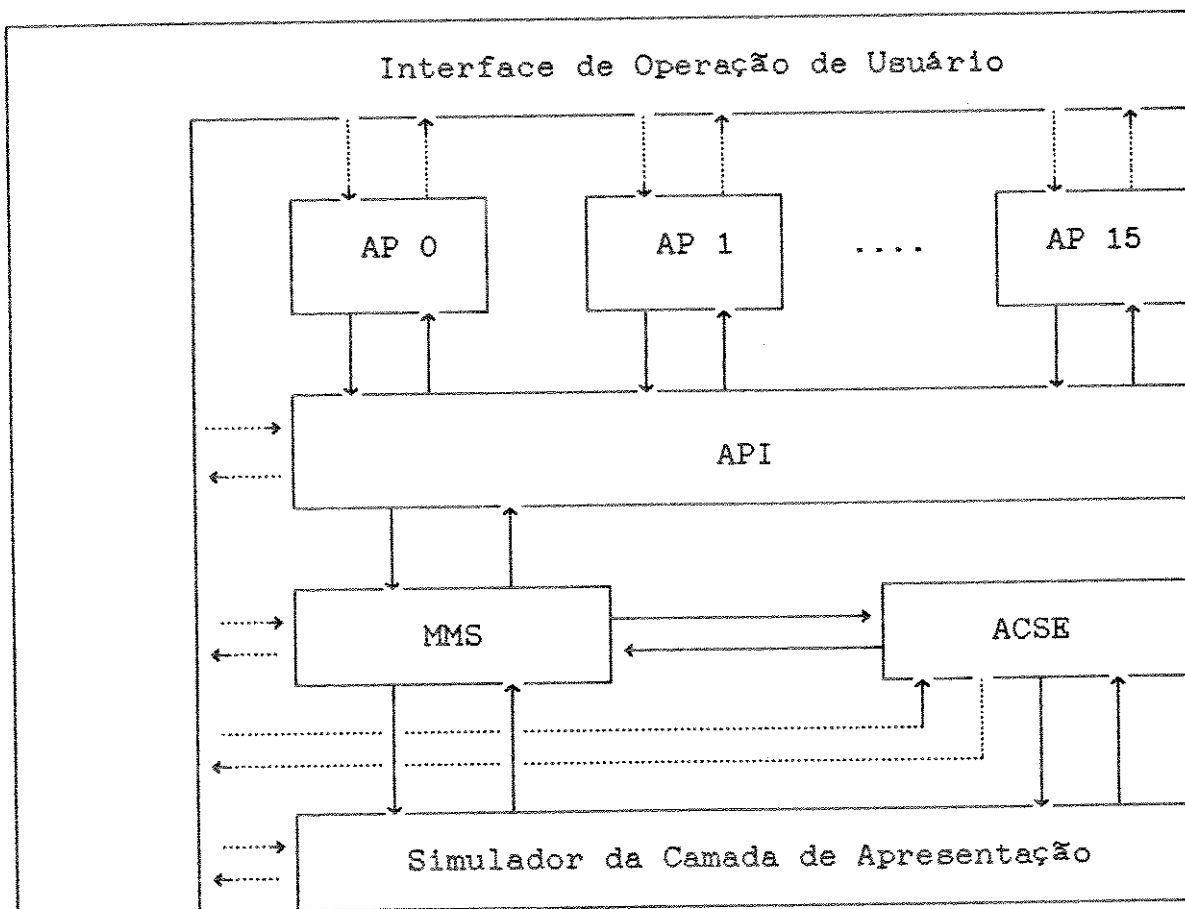 Interface de Operação de Usuário
AP 0
AP 1
....
AP 15
API
MMS
ACSE
Simulador da Camada de Apresentação